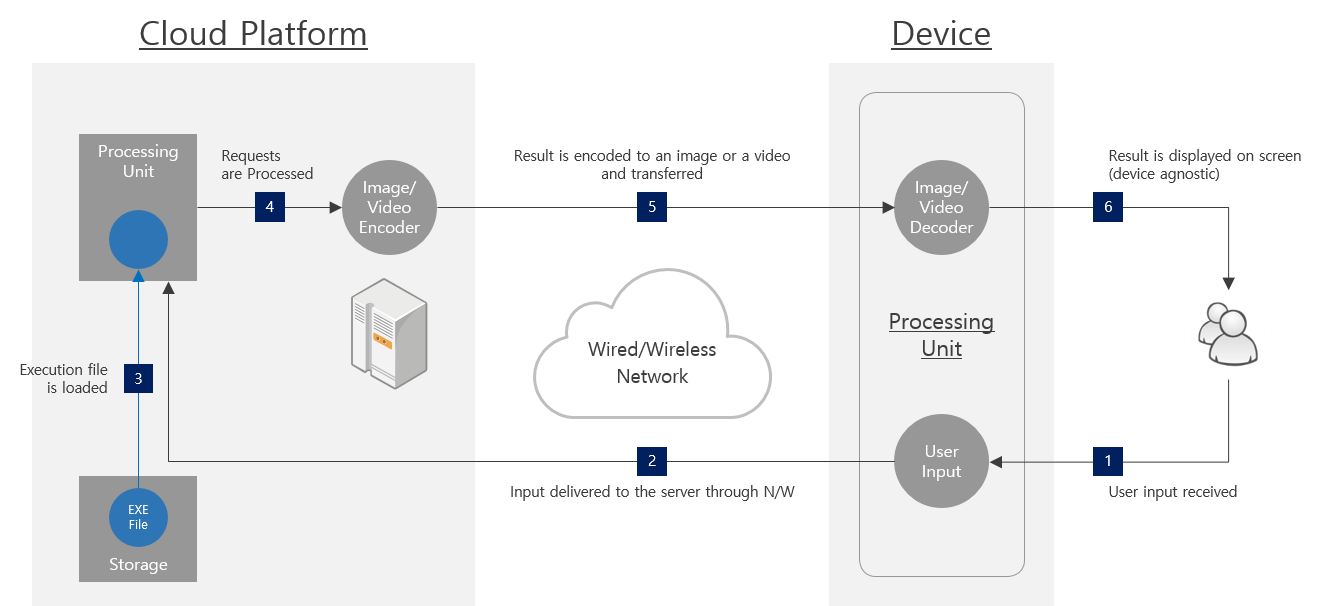 Cloud Platform
Device
Processing
Unit
Requests
are Processed
4
Image/
Video
Encoder
Result is encoded to an image or a video
and transferred
5
Image/
Video
Decoder
Result is displayed on screen
(device agnostic)
6
Execution file
is loaded
3
Wired/Wireless
Network
Processing
Unit
EXE
File
Storage
2
Input delivered to the server through N/W
User
Input
1
User input received